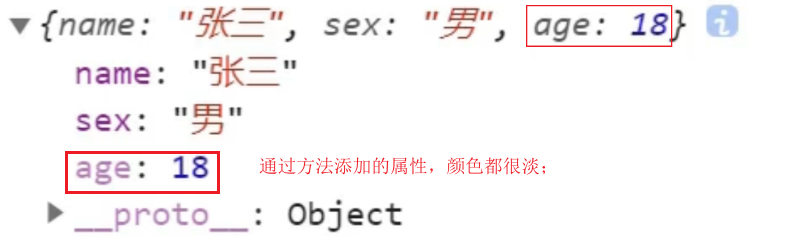 ▼{name: "张三", sex: "男", age: 18} i
name: "张三"
sex: "男"
age: 18 通过方法添加的属性，颜色都很淡；
▶__proto__: Object